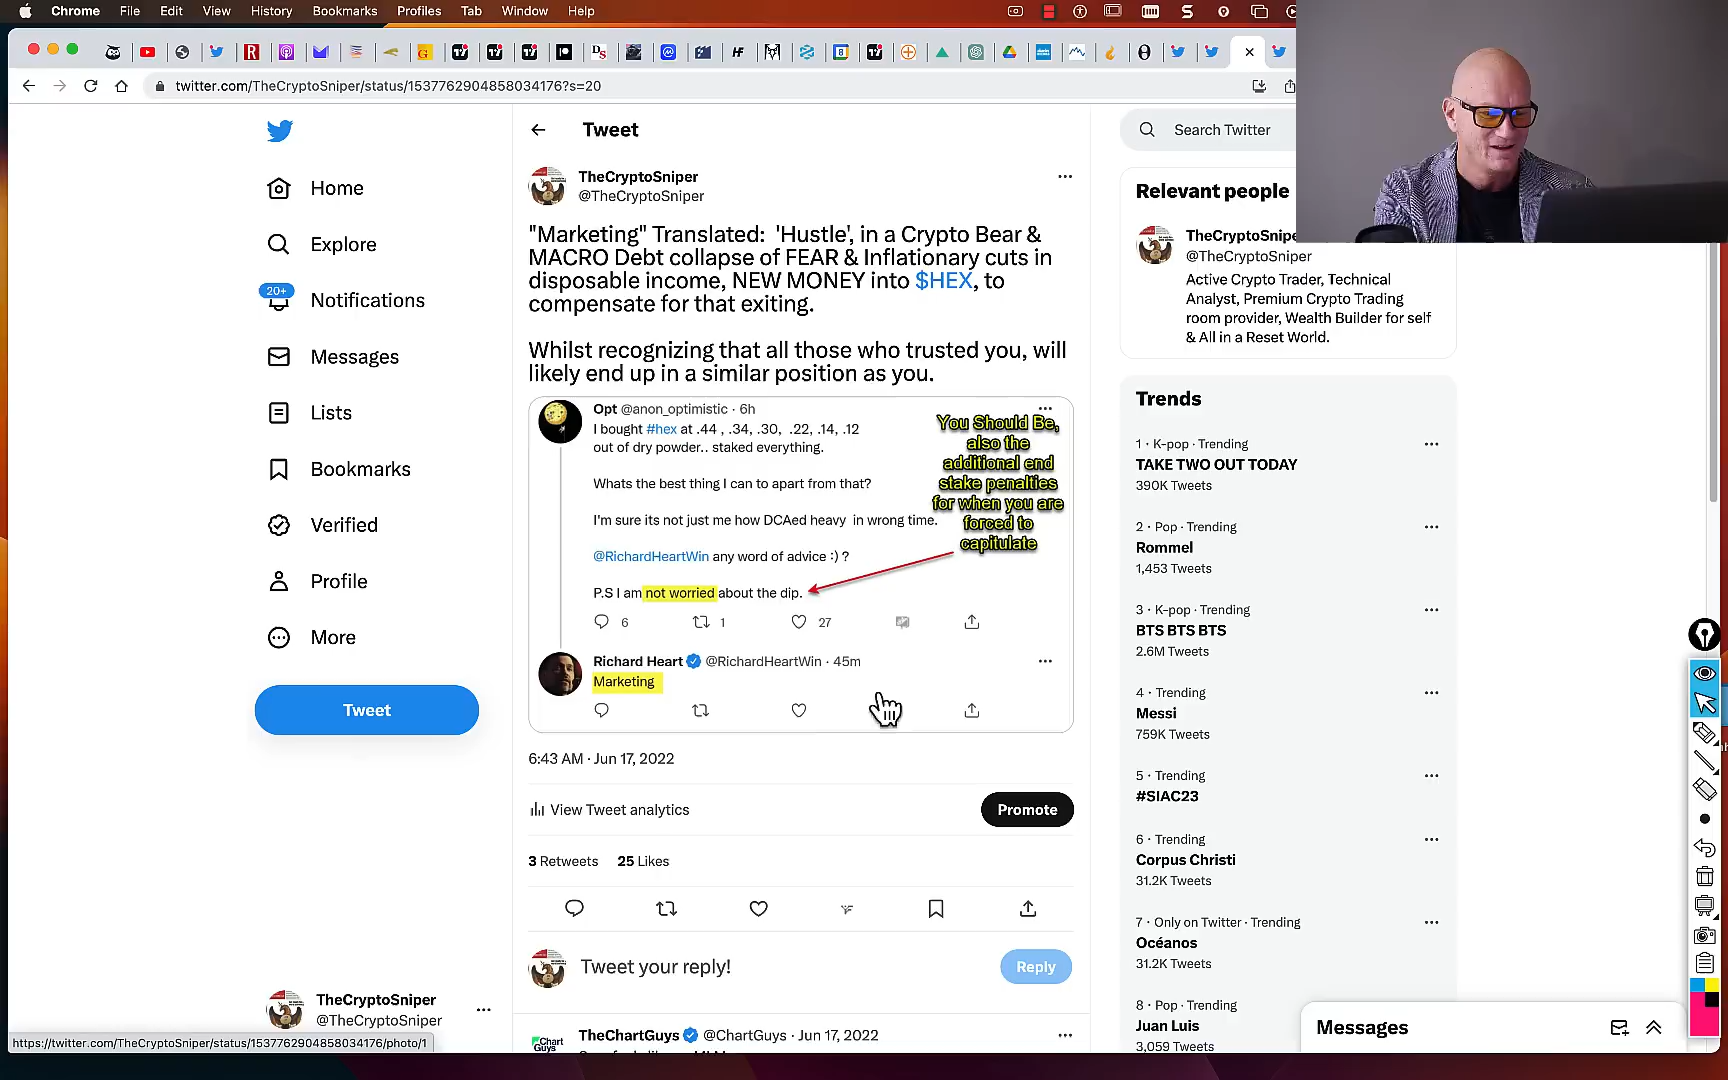 Chrome File Edit View History Bookmarks Profiles Tab Window Help
twitter.com/TheCryptoSniper/status/1537762904858034176?s=20
Home
Explore
20+
Notifications
Messages
Lists
Bookmarks
Verified
Profile
More
Tweet
TheCryptoSniper
@TheCryptoSniper
https://twitter.com/TheCryptoSniper/status/1537762904858034176/photo/1
Tweet
TheCryptoSniper
@TheCryptoSniper
"Marketing" Translated: 'Hustle', in a Crypto Bear &
MACRO Debt collapse of FEAR & Inflationary cuts in
disposable income, NEW MONEY into $HEX, to
compensate for that exiting.
Whilst recognizing that all those who trusted you, will
likely end up in a similar position as you.
Opt @anon_optimistic · 6h
I bought #hex at .44 , .34, .30, .22, .14, .12
out of dry powder.. staked everything.
Whats the best thing I can to apart from that?
I'm sure its not just me how DCAed heavy in wrong time.
@RichardHeartWin any word of advice :) ?
P.S I am not worried about the dip.
6 1 27
You Should Be,
also the
additional end
stake penalties
for when you are
forced to
capitulate
Richard Heart @RichardHeartWin · 45m
Marketing
6:43 AM · Jun 17, 2022
View Tweet analytics
Promote
3 Retweets 25 Likes
Tweet your reply!
Reply
TheChartGuys @ChartGuys · Jun 17, 2022
Search Twitter
Relevant people
TheCryptoSnipe
@TheCryptoSniper
Active Crypto Trader, Technical
Analyst, Premium Crypto Trading
room provider, Wealth Builder for self
& All in a Reset World.
Trends
1 · K-pop · Trending
TAKE TWO OUT TODAY
390K Tweets
2 · Pop · Trending
Rommel
1,453 Tweets
3 · K-pop · Trending
BTS BTS BTS
2.6M Tweets
4 · Trending
Messi
759K Tweets
5 · Trending
#SIAC23
6 · Trending
Corpus Christi
31.2K Tweets
7 · Only on Twitter · Trending
Océanos
31.2K Tweets
8 · Pop · Trending
Juan Luis
3,059 Tweets
Messages